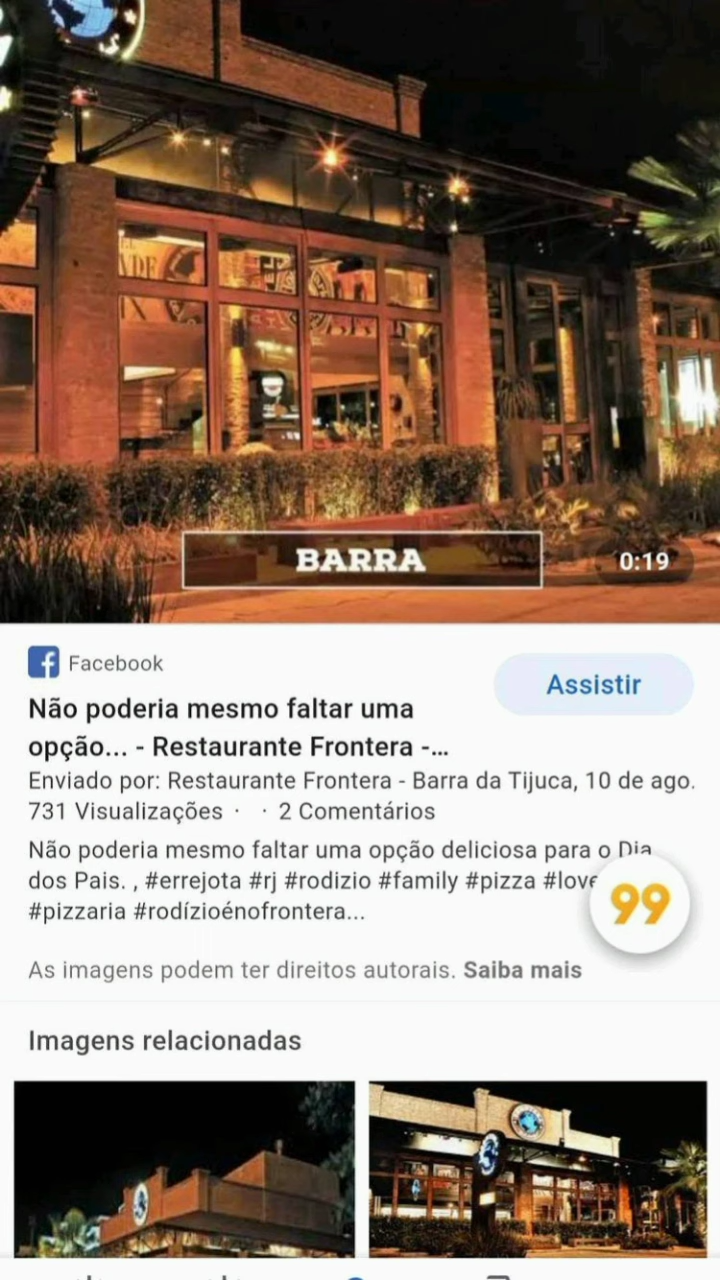 BARRA
0:19
Facebook
Assistir
Não poderia mesmo faltar uma
opção... - Restaurante Frontera -...
Enviado por: Restaurante Frontera - Barra da Tijuca, 10 de ago.
731 Visualizações · · 2 Comentários
Não poderia mesmo faltar uma opção deliciosa para o Dia
dos Pais. , #errejota #rj #rodizio #family #pizza #love
#pizzaria #rodízioénofrontera...
99
As imagens podem ter direitos autorais. Saiba mais
Imagens relacionadas